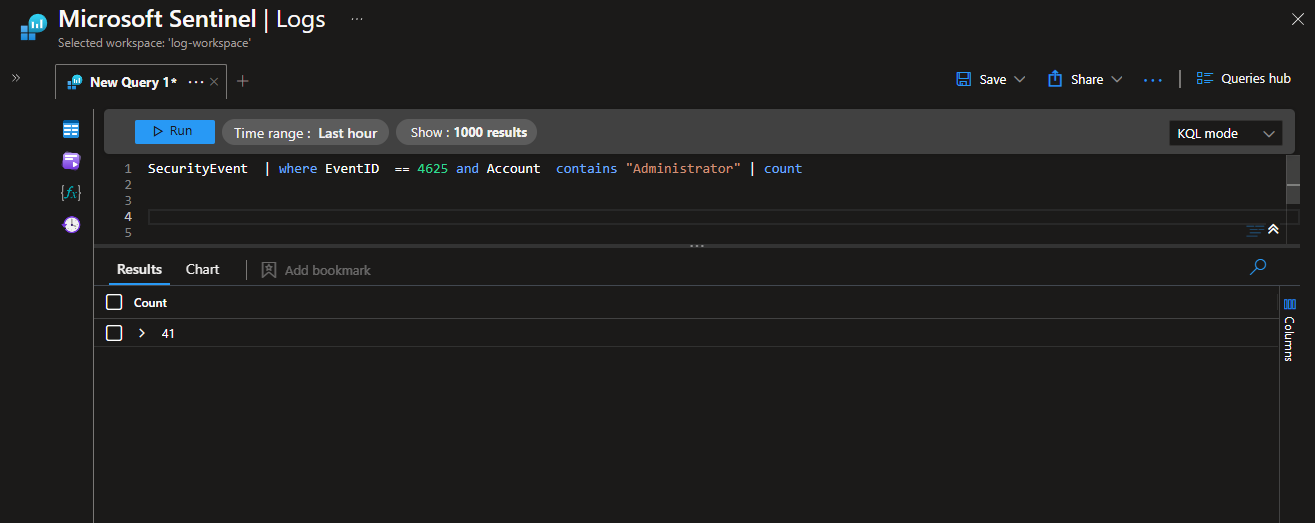 Microsoft Sentinel | Logs ...
Selected workspace: 'log-workspace'
New Query 1* ...
Save Share ... Queries hub
Run Time range : Last hour Show : 1000 results KQL mode
1 SecurityEvent | where EventID == 4625 and Account contains "Administrator" | count
2
3
4
5
Results Chart Add bookmark
Count
41
Columns